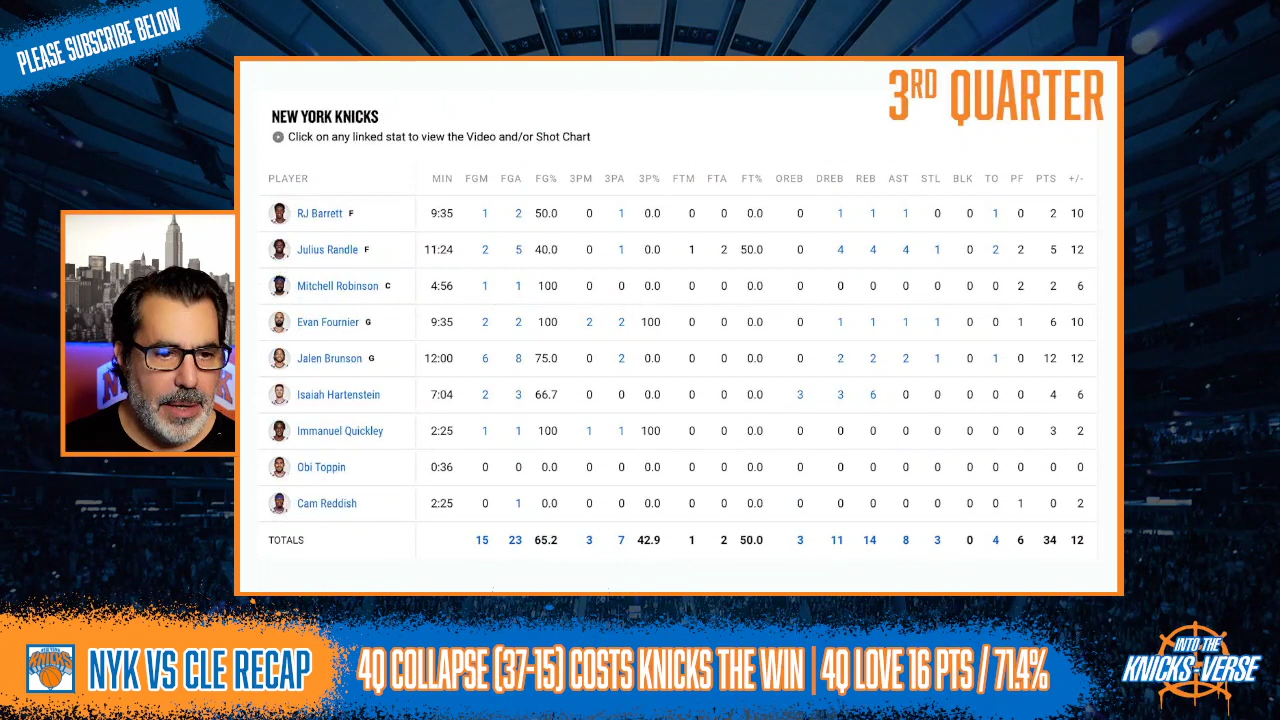 PLEASE SUBSCRIBE BELOW
3RD QUARTER
NEW YORK KNICKS
Click on any linked stat to view the Video and/or Shot Chart
PLAYER MIN FGM FGA FG% 3PM 3PA 3P% FTM FTA FT% OREB DREB REB AST STL BLK TO PF PTS +/-
RJ Barrett F 9:35 1 2 50.0 0 1 0.0 0 0 0.0 0 1 1 1 0 0 1 0 2 10
Julius Randle F 11:24 2 5 40.0 0 1 0.0 1 2 50.0 0 4 4 4 1 0 2 2 5 12
Mitchell Robinson C 4:56 1 1 100 0 0 0.0 0 0 0.0 0 0 0 0 0 0 0 2 2 6
Evan Fournier G 9:35 2 2 100 2 2 100 0 0 0.0 0 1 1 1 1 0 0 1 6 10
Jalen Brunson G 12:00 6 8 75.0 0 2 0.0 0 0 0.0 0 2 2 2 1 0 1 0 12 12
Isaiah Hartenstein 7:04 2 3 66.7 0 0 0.0 0 0 0.0 3 3 6 0 0 0 0 0 4 6
Immanuel Quickley 2:25 1 1 100 1 1 100 0 0 0.0 0 0 0 0 0 0 0 0 3 2
Obi Toppin 0:36 0 0 0.0 0 0 0.0 0 0 0.0 0 0 0 0 0 0 0 0 0 0
Cam Reddish 2:25 0 1 0.0 0 0 0.0 0 0 0.0 0 0 0 0 0 0 0 1 0 2
TOTALS 15 23 65.2 3 7 42.9 1 2 50.0 3 11 14 8 3 0 4 6 34 12
KNICKS
NYK VS CLE RECAP
4Q COLLAPSE (37-15) COSTS KNICKS THE WIN | 4Q LOVE 16 PTS / 71.4%
INTO THE
KNICKS-VERSE